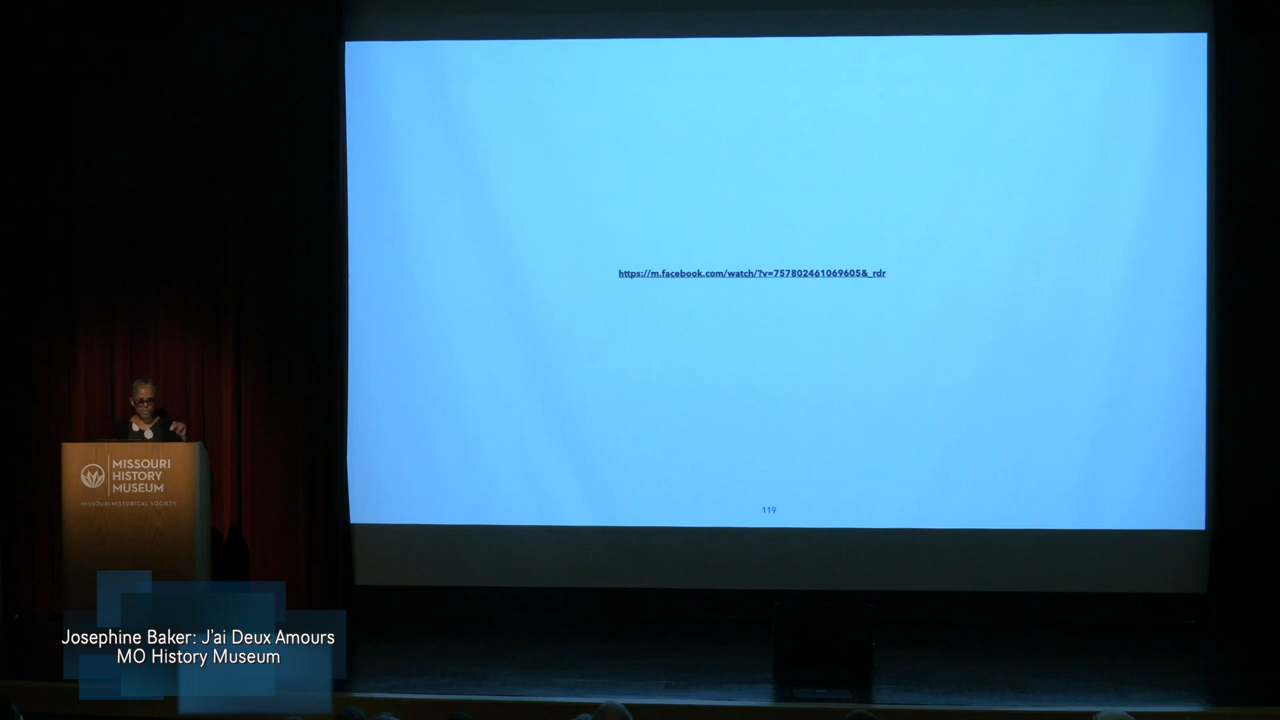 https://m.facebook.com/watch/?v=757802461069605&_rdr
119
MISSOURI
HISTORY
MUSEUM
MISSOURI HISTORICAL SOCIETY
Josephine Baker: J'ai Deux Amours
MO History Museum